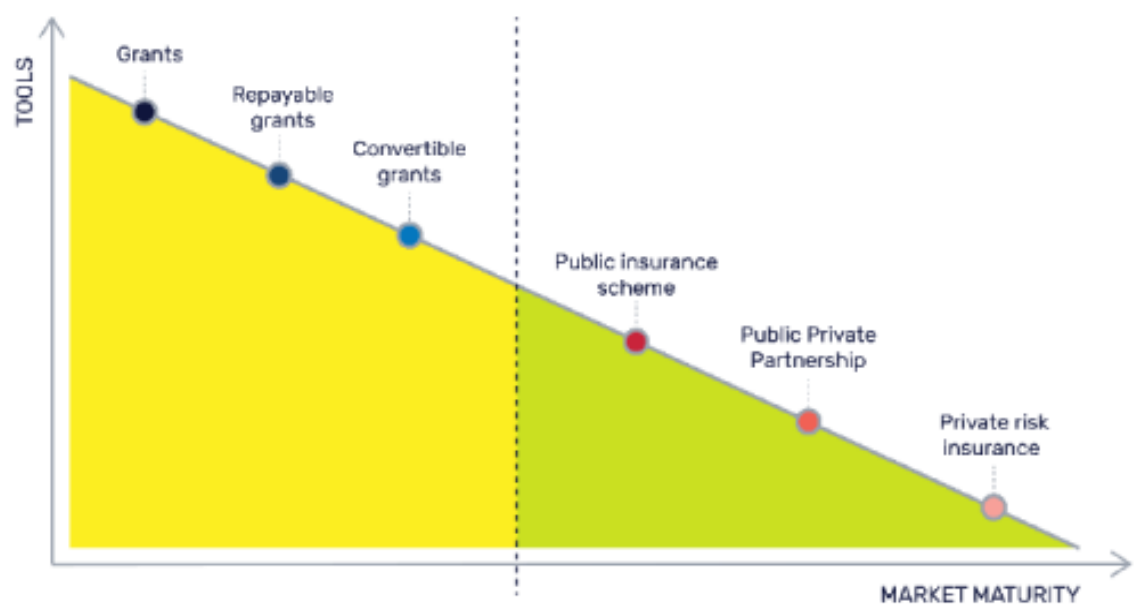 Grants
TOOLS
Repayable
grants
Convertible
grants
Public insurance
scheme
Public Private
Partnership
Private risk
insurance
MARKET MATURITY